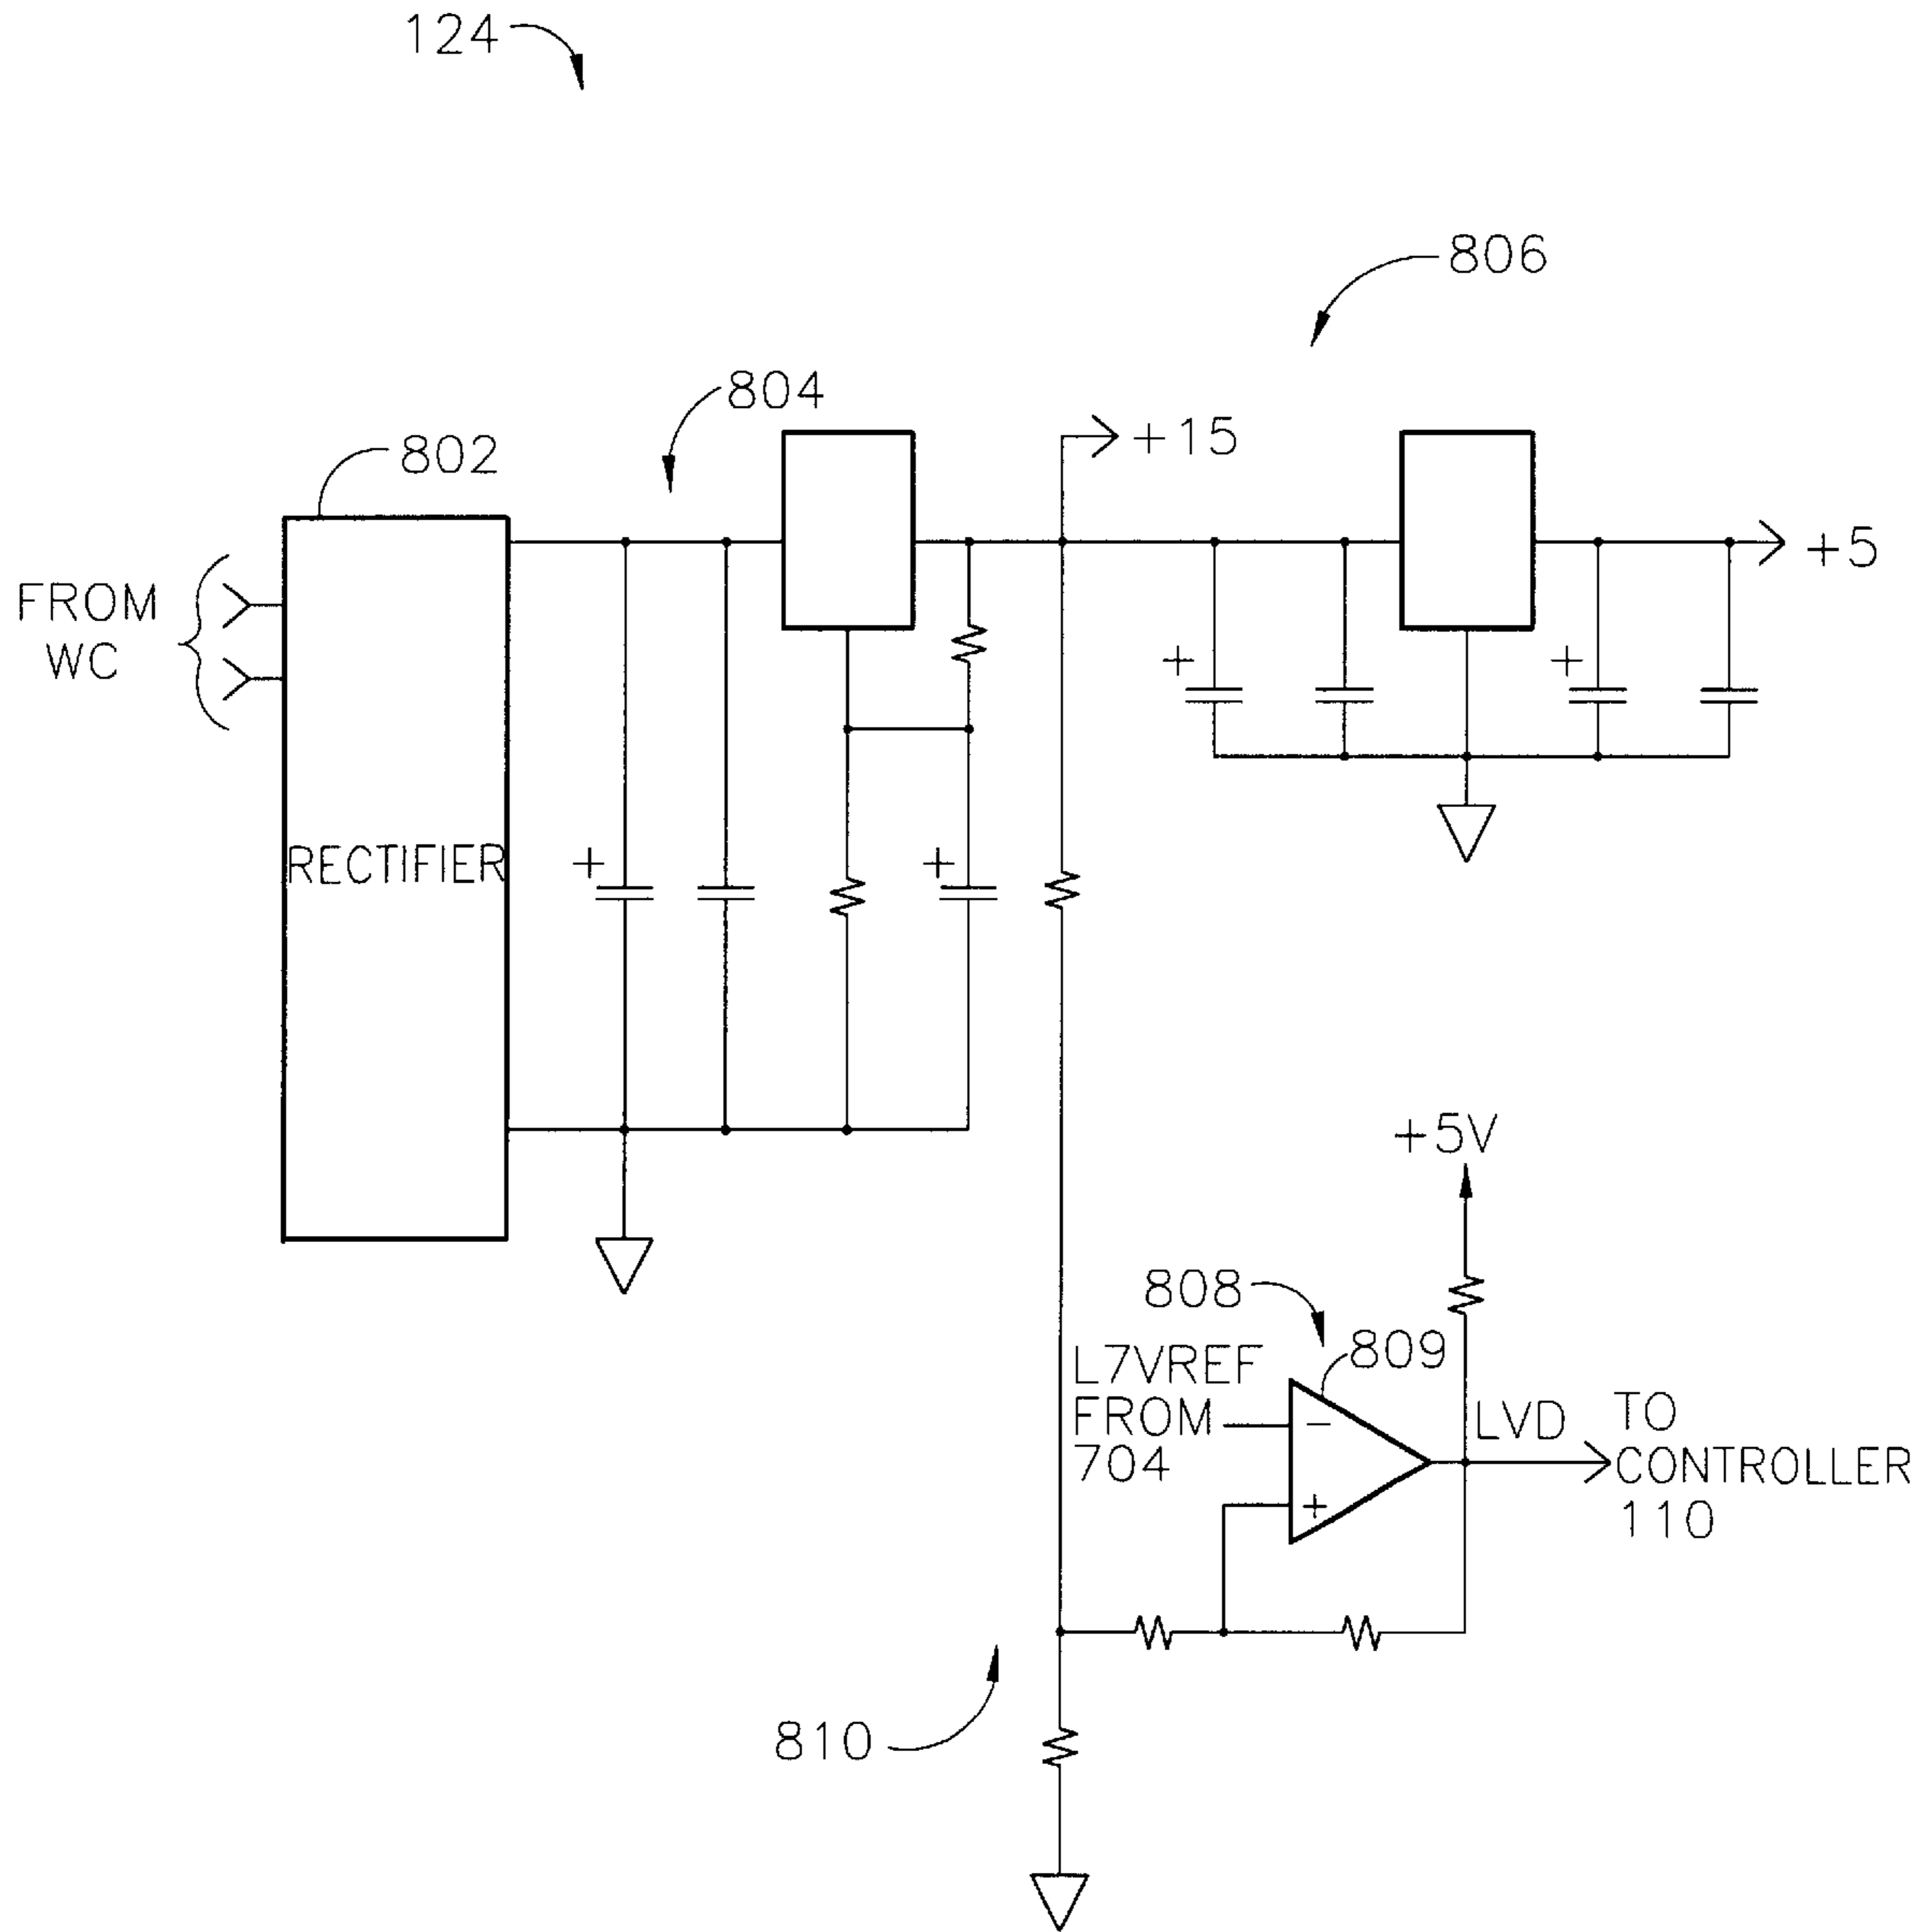 124
806
804
+15
802
+5
FROM
WC
+
+
RECTIFIER
+
+
+5V
808
809
L7VREF
FROM
704
−
+
LVD
TO
CONTROLLER
110
810